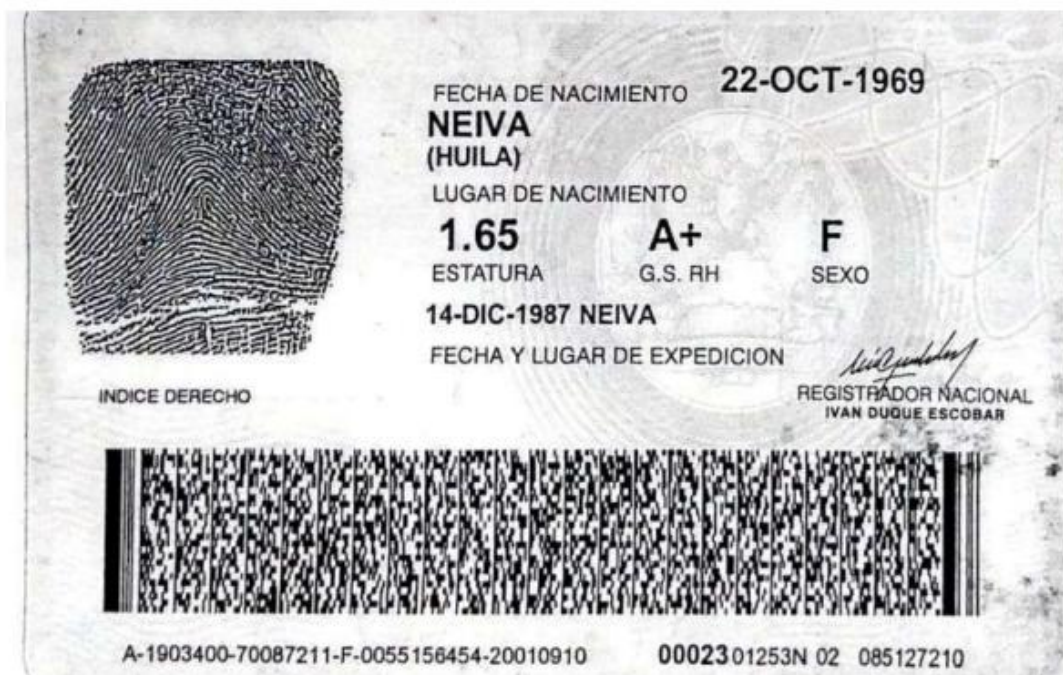 FECHA DE NACIMIENTO 22-OCT-1969
NEIVA
(HUILA)
LUGAR DE NACIMIENTO
1.65 A+ F
ESTATURA G.S. RH SEXO
14-DIC-1987 NEIVA
FECHA Y LUGAR DE EXPEDICION
INDICE DERECHO
REGISTRADOR NACIONAL
IVAN DUQUE ESCOBAR
A-1903400-70087211-F-0055156454-20010910 0002301253N 02 085127210